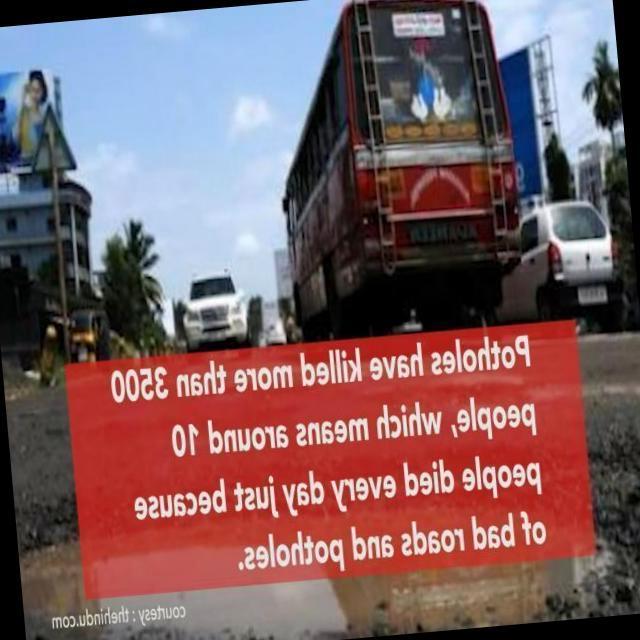 Potholes have killed more than 3500
people, which means around 10
people died every day just because
of bad roads and potholes.
courtesy : thehindu.com